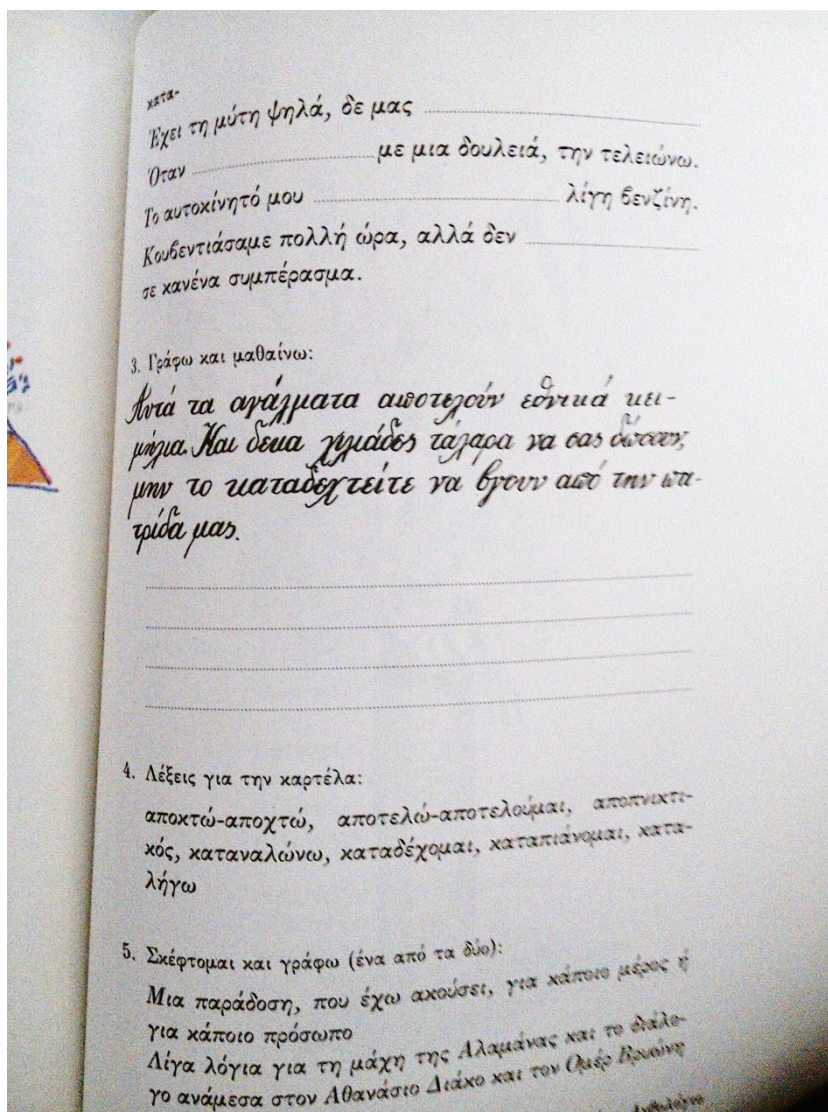 κατα-
Έχει τη μύτη ψηλά, δε μας
Όταν με μια δουλειά, την τελειώνω.
Το αυτοκίνητό μου λίγη βενζίνη.
Κουβεντιάσαμε πολλή ώρα, αλλά δεν
σε κανένα συμπέρασμα.
3. Γράφω και μαθαίνω:
Αυτά τα αγάλματα αποτελούν εθνικά κει-
μήλια. Και δέκα χιλιάδες τάλαρα να σας δώσουν,
μην το καταδεχτείτε να βγουν από την πα-
τρίδα μας.
4. Λέξεις για την καρτέλα:
αποκτώ-αποχτώ, αποτελώ-αποτελούμαι, αποπνικτι-
κός, καταναλώνω, καταδέχομαι, καταπιάνομαι, κατα-
λήγω
5. Σκέφτομαι και γράφω (ένα από τα δύο):
Μια παράδοση, που έχω ακούσει, για κάποιο μέρος ή
για κάποιο πρόσωπο
Λίγα λόγια για τη μάχη της Αλαμάνας και το διάλο-
γο ανάμεσα στον Αθανάσιο Διάκο και τον Ομέρ Βρυώνη